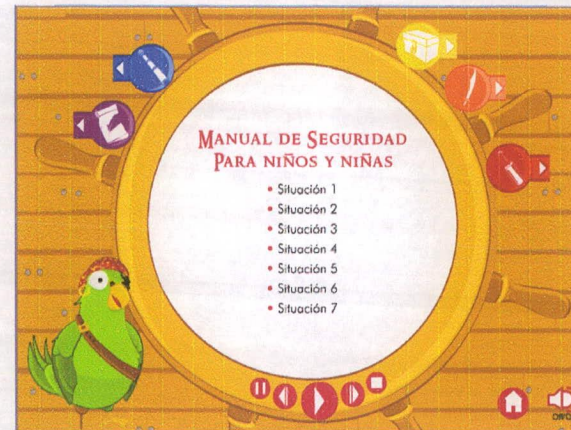 MANUAL DE SEGURIDAD
PARA NIÑOS Y NIÑAS
• Situación 1
• Situación 2
• Situación 3
• Situación 4
• Situación 5
• Situación 6
• Situación 7